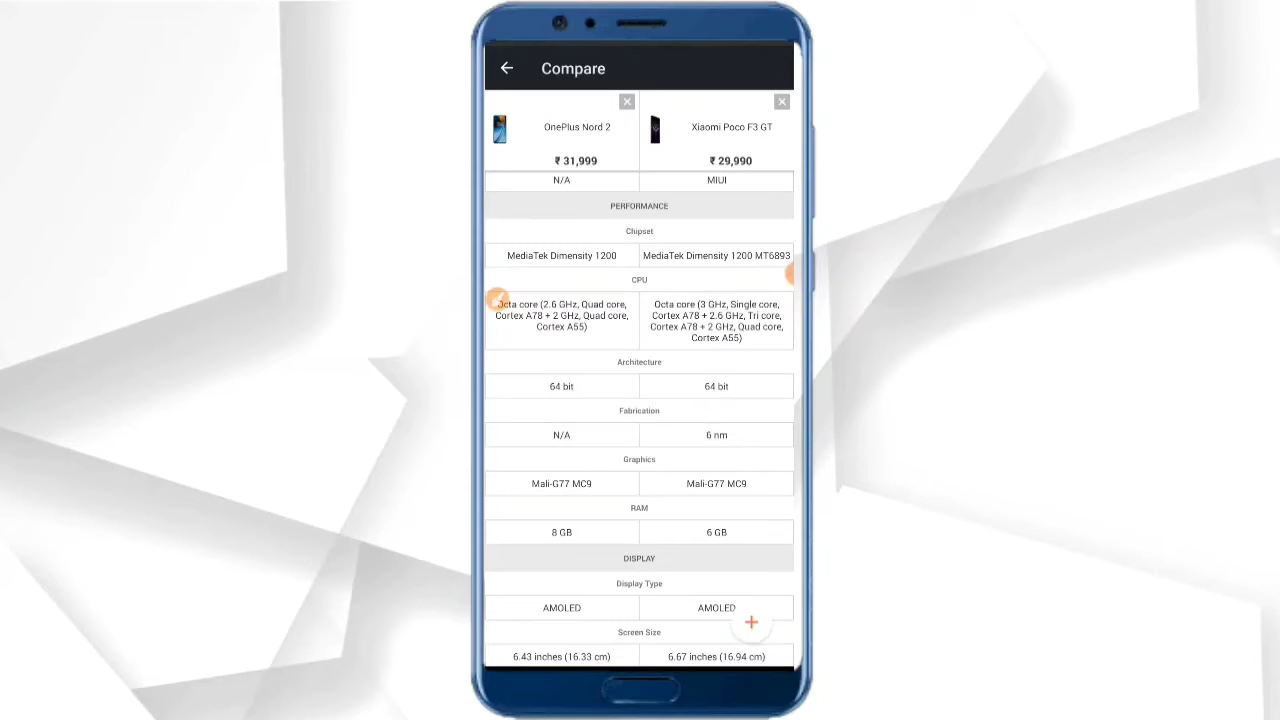 Compare
OnePlus Nord 2
Xiaomi Poco F3 GT
₹ 31,999
₹ 29,990
N/A
MIUI
PERFORMANCE
Chipset
MediaTek Dimensity 1200
MediaTek Dimensity 1200 MT6893
CPU
Octa core (2.6 GHz, Quad core,
Cortex A78 + 2 GHz, Quad core,
Cortex A55)
Octa core (3 GHz, Single core,
Cortex A78 + 2.6 GHz, Tri core,
Cortex A78 + 2 GHz, Quad core,
Cortex A55)
Architecture
64 bit
64 bit
Fabrication
N/A
6 nm
Graphics
Mali-G77 MC9
Mali-G77 MC9
RAM
8 GB
6 GB
DISPLAY
Display Type
AMOLED
AMOLED
Screen Size
6.43 inches (16.33 cm)
6.67 inches (16.94 cm)